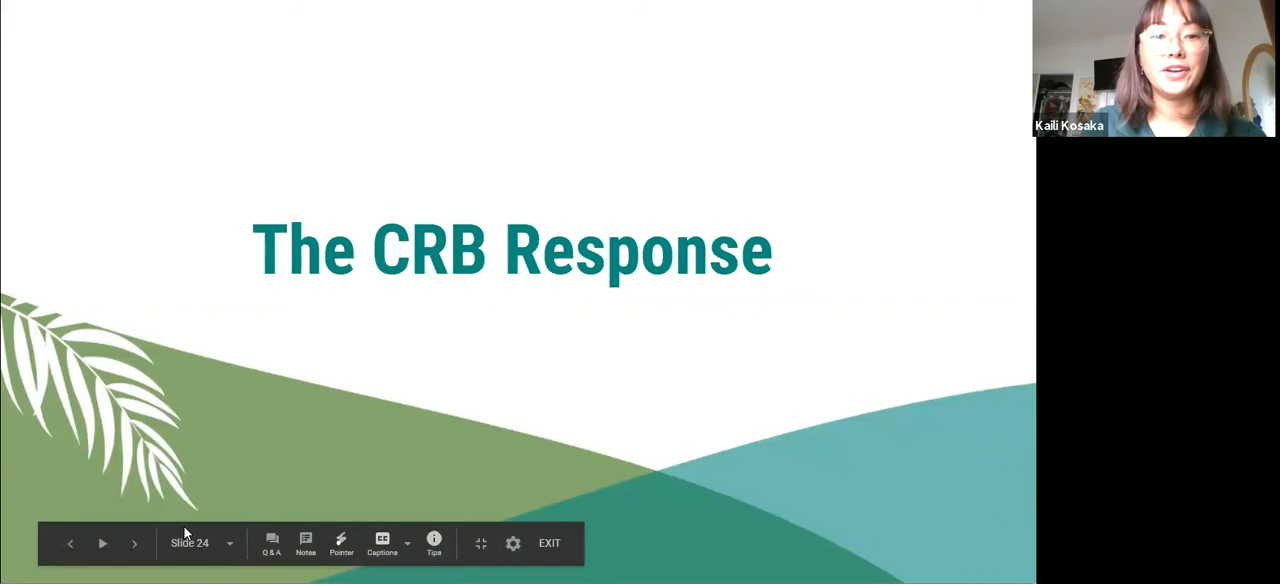 Kaili Kosaka
The CRB Response
Slide 24
Q & A
Notes
Pointer
Captions
Tips
EXIT